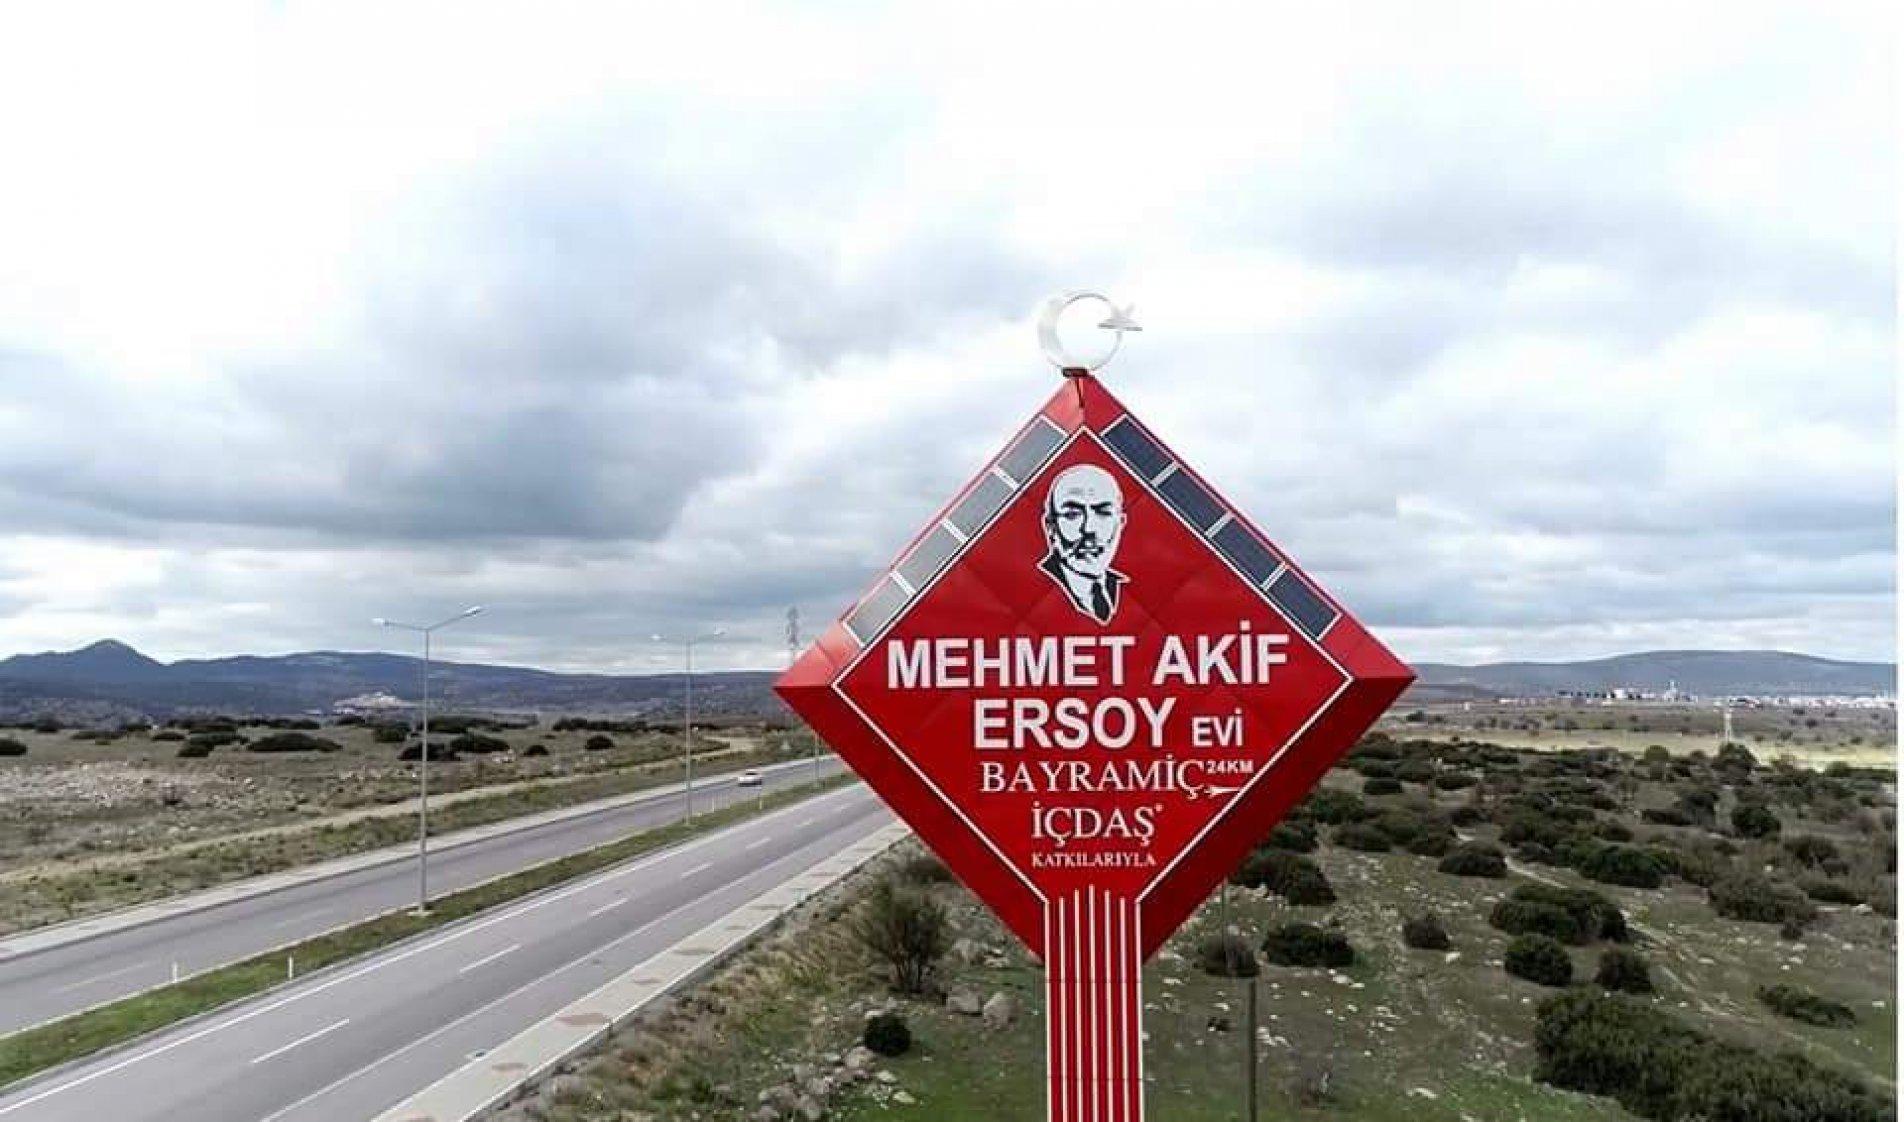 MEHMET AKİF
ERSOY EVİ
BAYRAMİÇ 24KM
İÇDAŞ
KATKILARIYLA